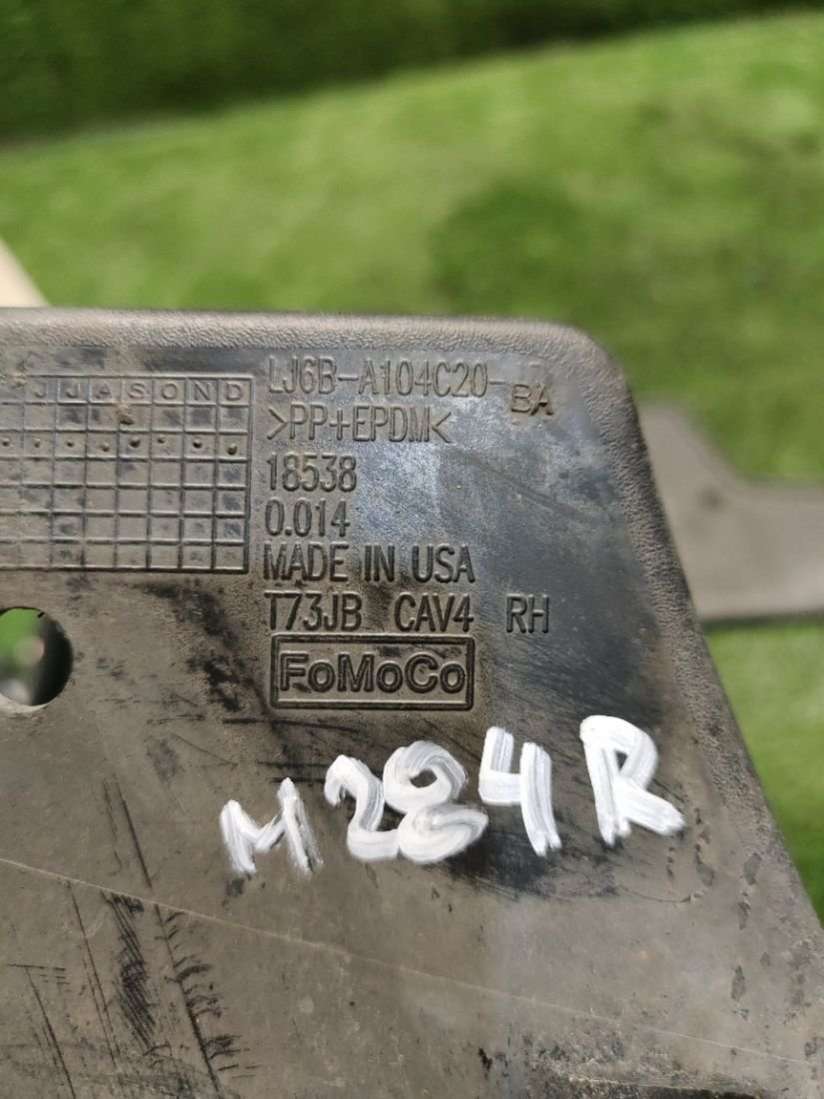 J J A S O N D
LJ6B-A104C20-BA
>PP+EPDM<
18538
0.014
MADE IN USA
T73JB CAV4 RH
FoMoCo
M284R